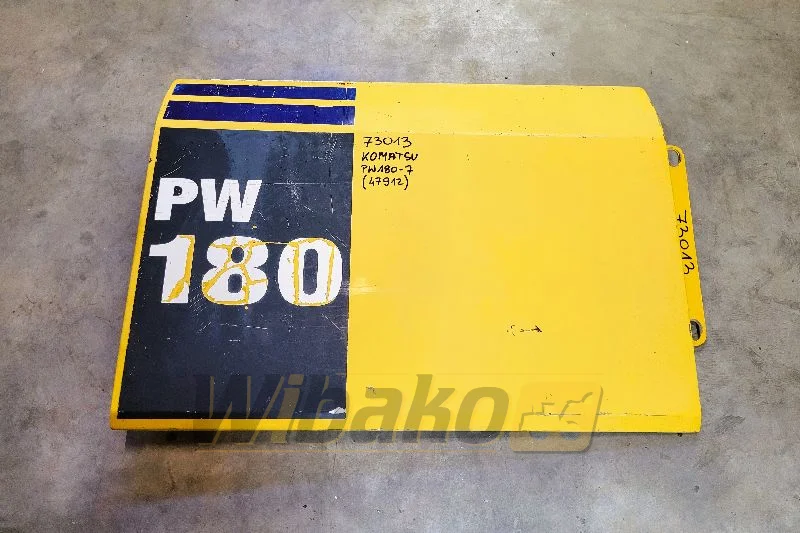 PW
180
73013
KOMATSU
PW180-7
(47912)
73013
Wibako